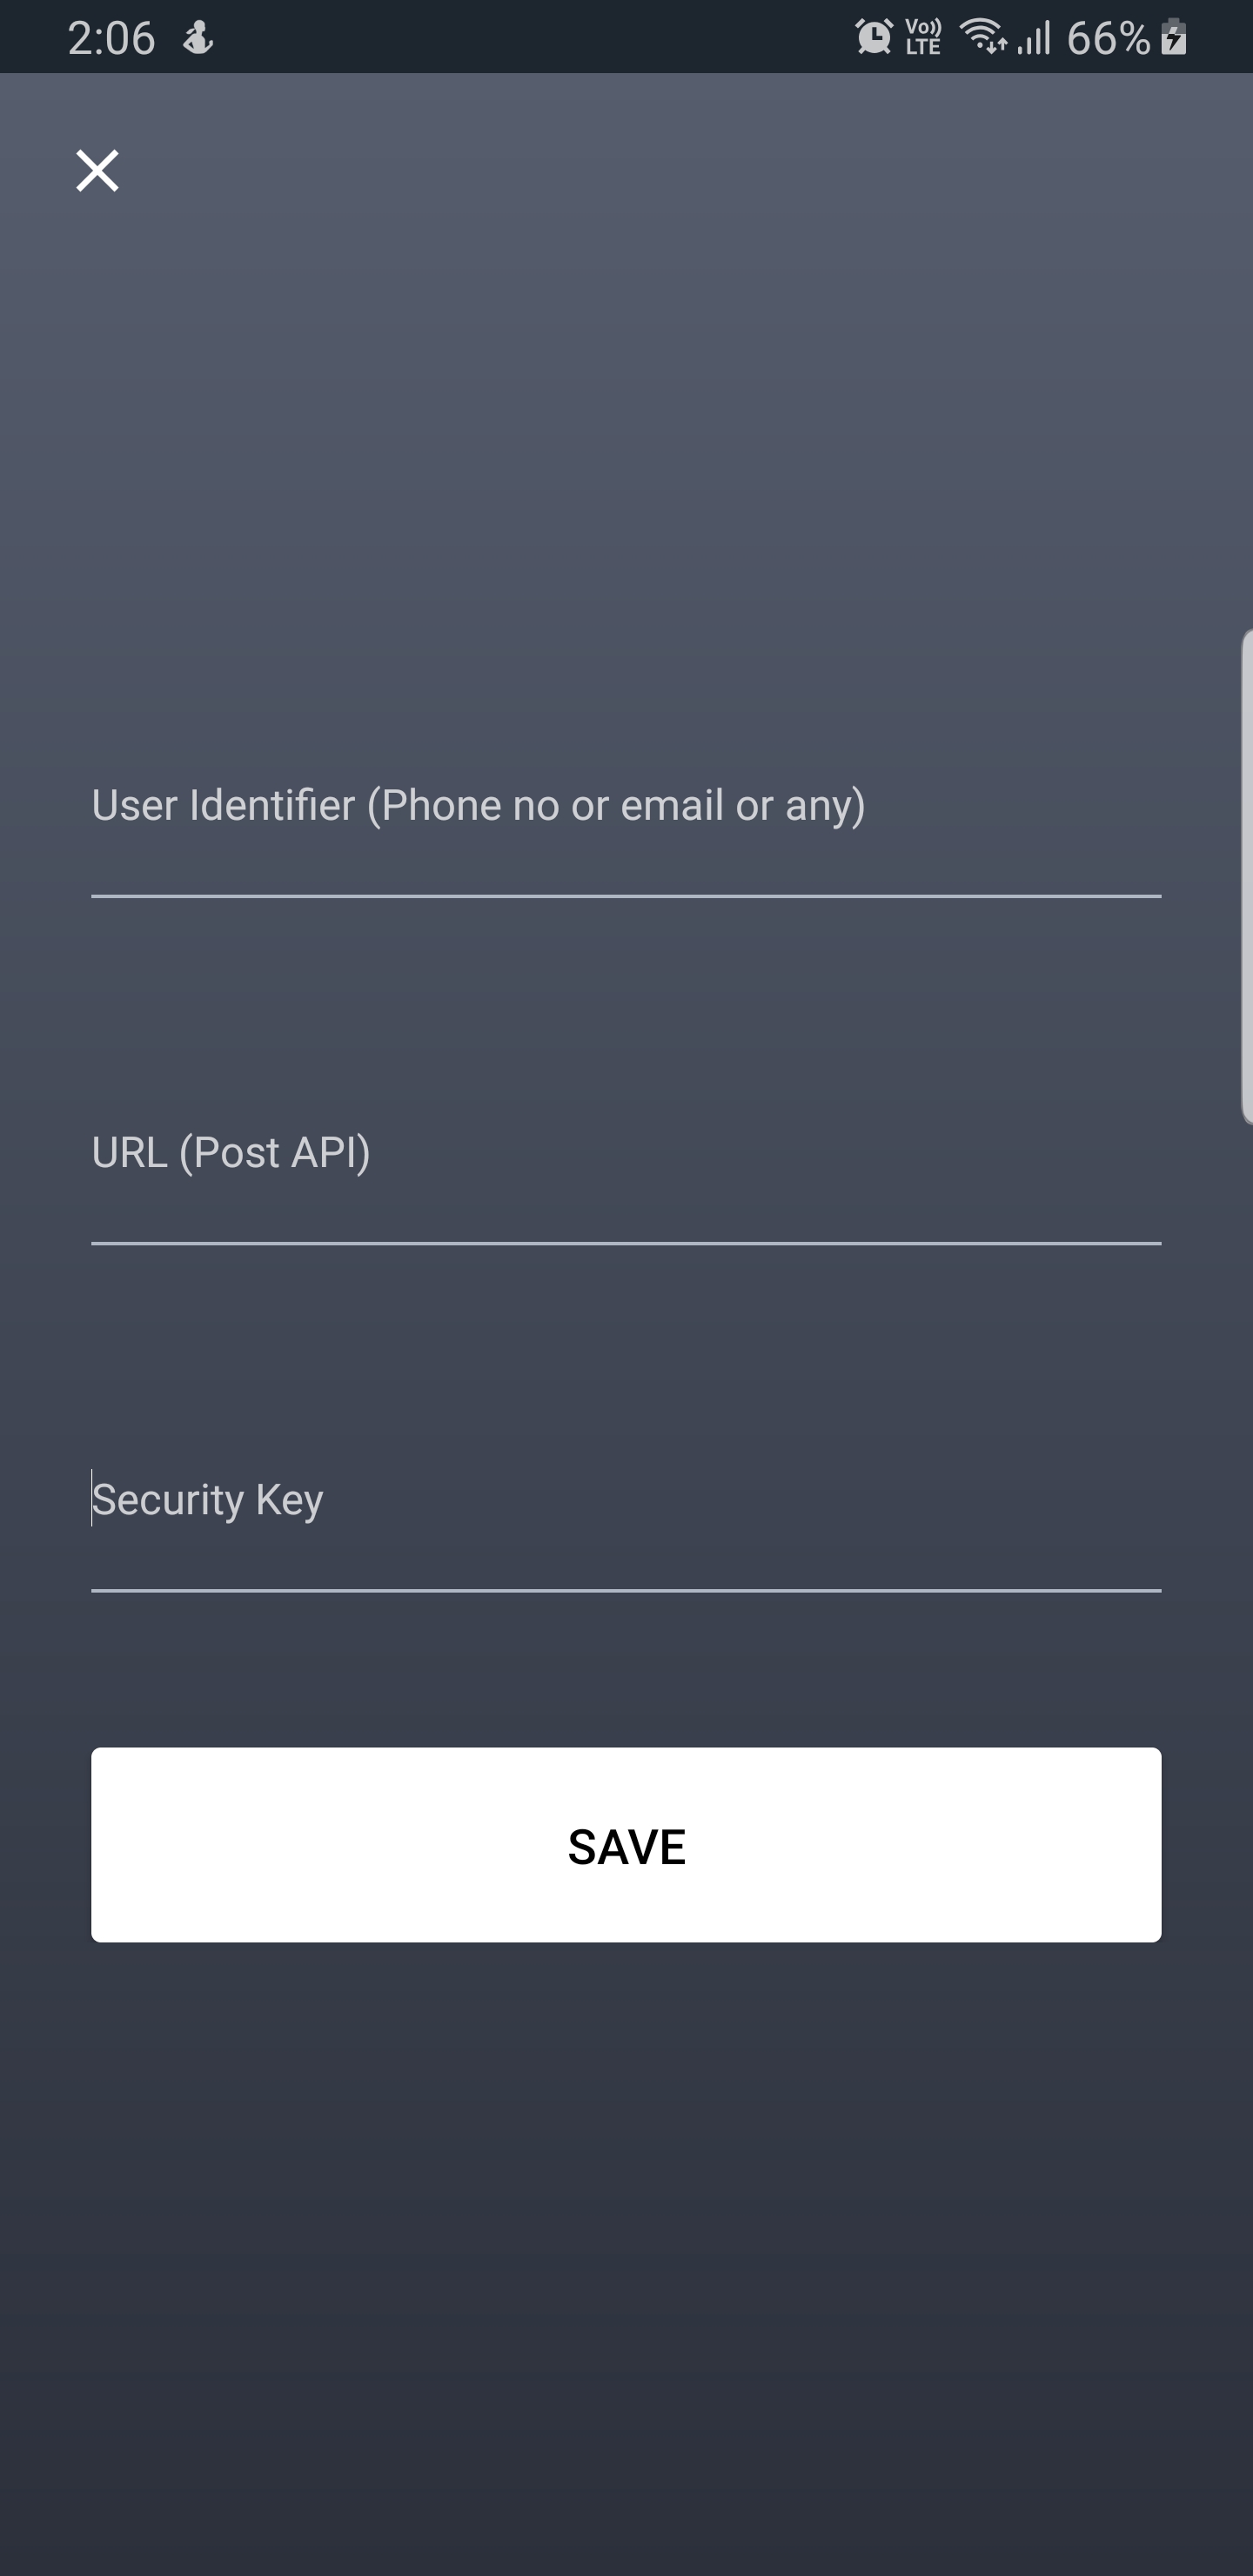 2:06 Vo)) LTE 66%
User Identifier (Phone no or email or any)
URL (Post API)
Security Key
SAVE